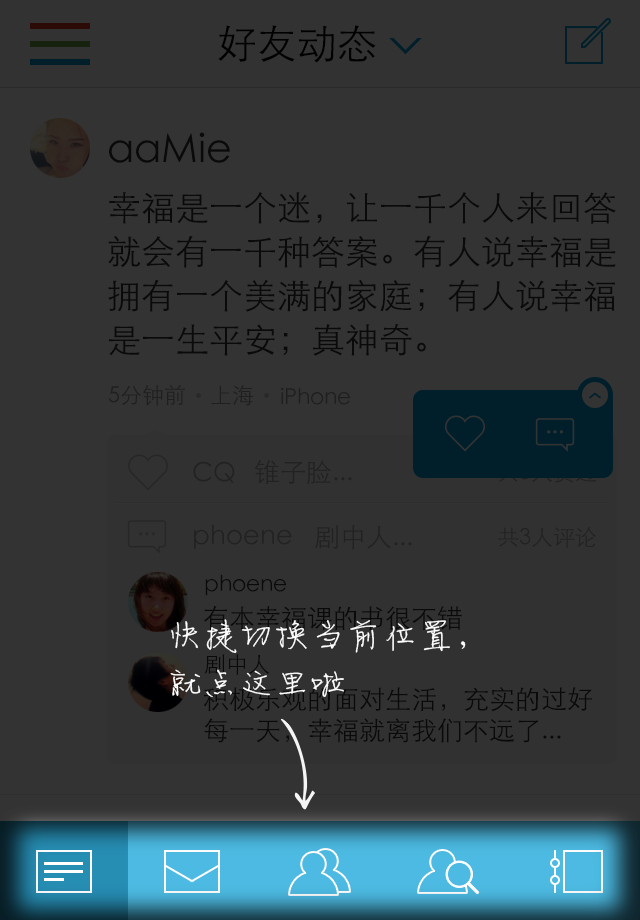 好友动态
aaMie
幸福是一个迷，让一千个人来回答
就会有一千种答案。有人说幸福是
拥有一个美满的家庭；有人说幸福
是一生平安；真神奇。
5分钟前 • 上海 • iPhone
CQ 锥子脸...
phoene 剧中人... 共3人评论
phoene
有本幸福课的书很不错
快捷切换当前位置，
剧中人
就点这里啦
积极乐观的面对生活，充实的过好
每一天，幸福就离我们不远了...